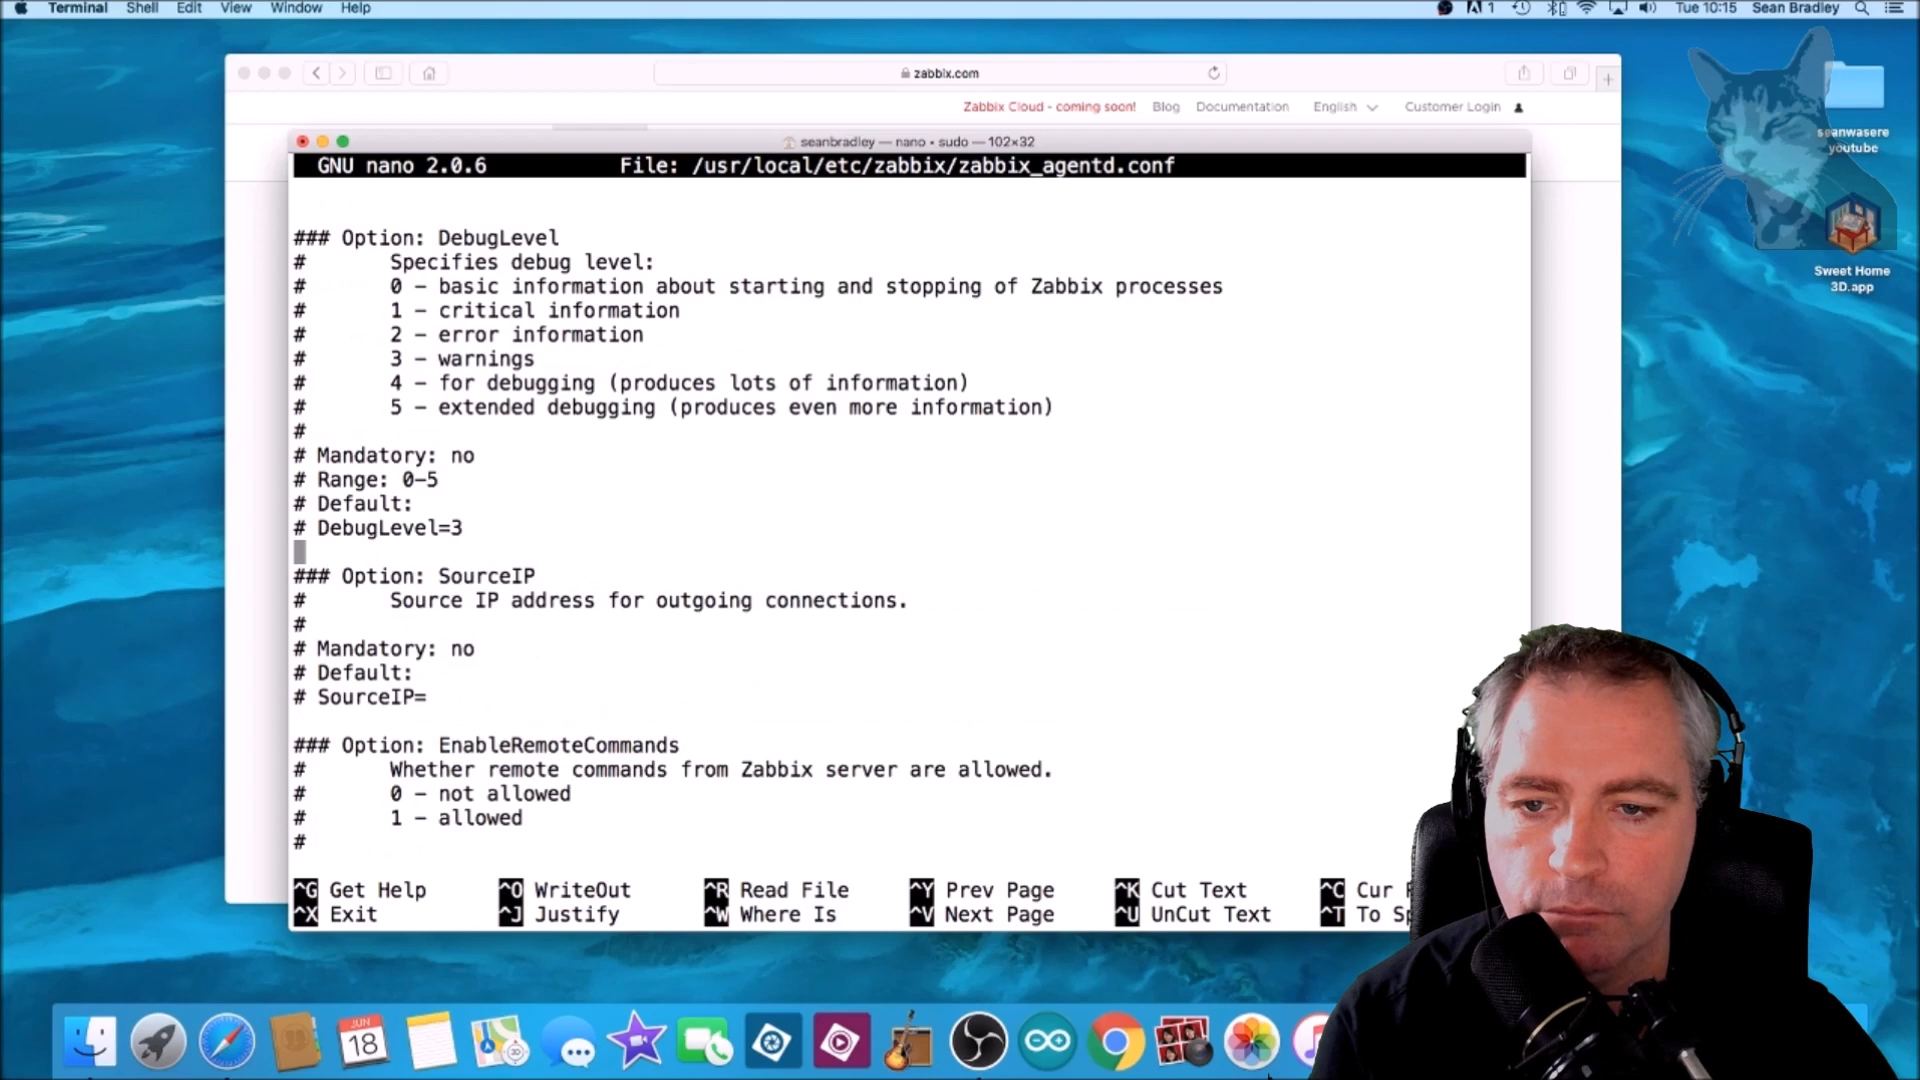 Terminal Shell Edit View Window Help
1 Tue 10:15 Sean Bradley
zabbix.com
Zabbix Cloud - coming soon! Blog Documentation English Customer Login
seanbradley — nano • sudo — 102×32
GNU nano 2.0.6 File: /usr/local/etc/zabbix/zabbix_agentd.conf
### Option: DebugLevel
# Specifies debug level:
# 0 - basic information about starting and stopping of Zabbix processes
# 1 - critical information
# 2 - error information
# 3 - warnings
# 4 - for debugging (produces lots of information)
# 5 - extended debugging (produces even more information)
#
# Mandatory: no
# Range: 0-5
# Default:
# DebugLevel=3
### Option: SourceIP
# Source IP address for outgoing connections.
#
# Mandatory: no
# Default:
# SourceIP=
### Option: EnableRemoteCommands
# Whether remote commands from Zabbix server are allowed.
# 0 - not allowed
# 1 - allowed
#
^G Get Help ^O WriteOut ^R Read File ^Y Prev Page ^K Cut Text ^C Cur
^X Exit ^J Justify ^W Where Is ^V Next Page ^U UnCut Text ^T To Sp
seanwasere
youtube
Sweet Home
3D.app
JUN
18
3D